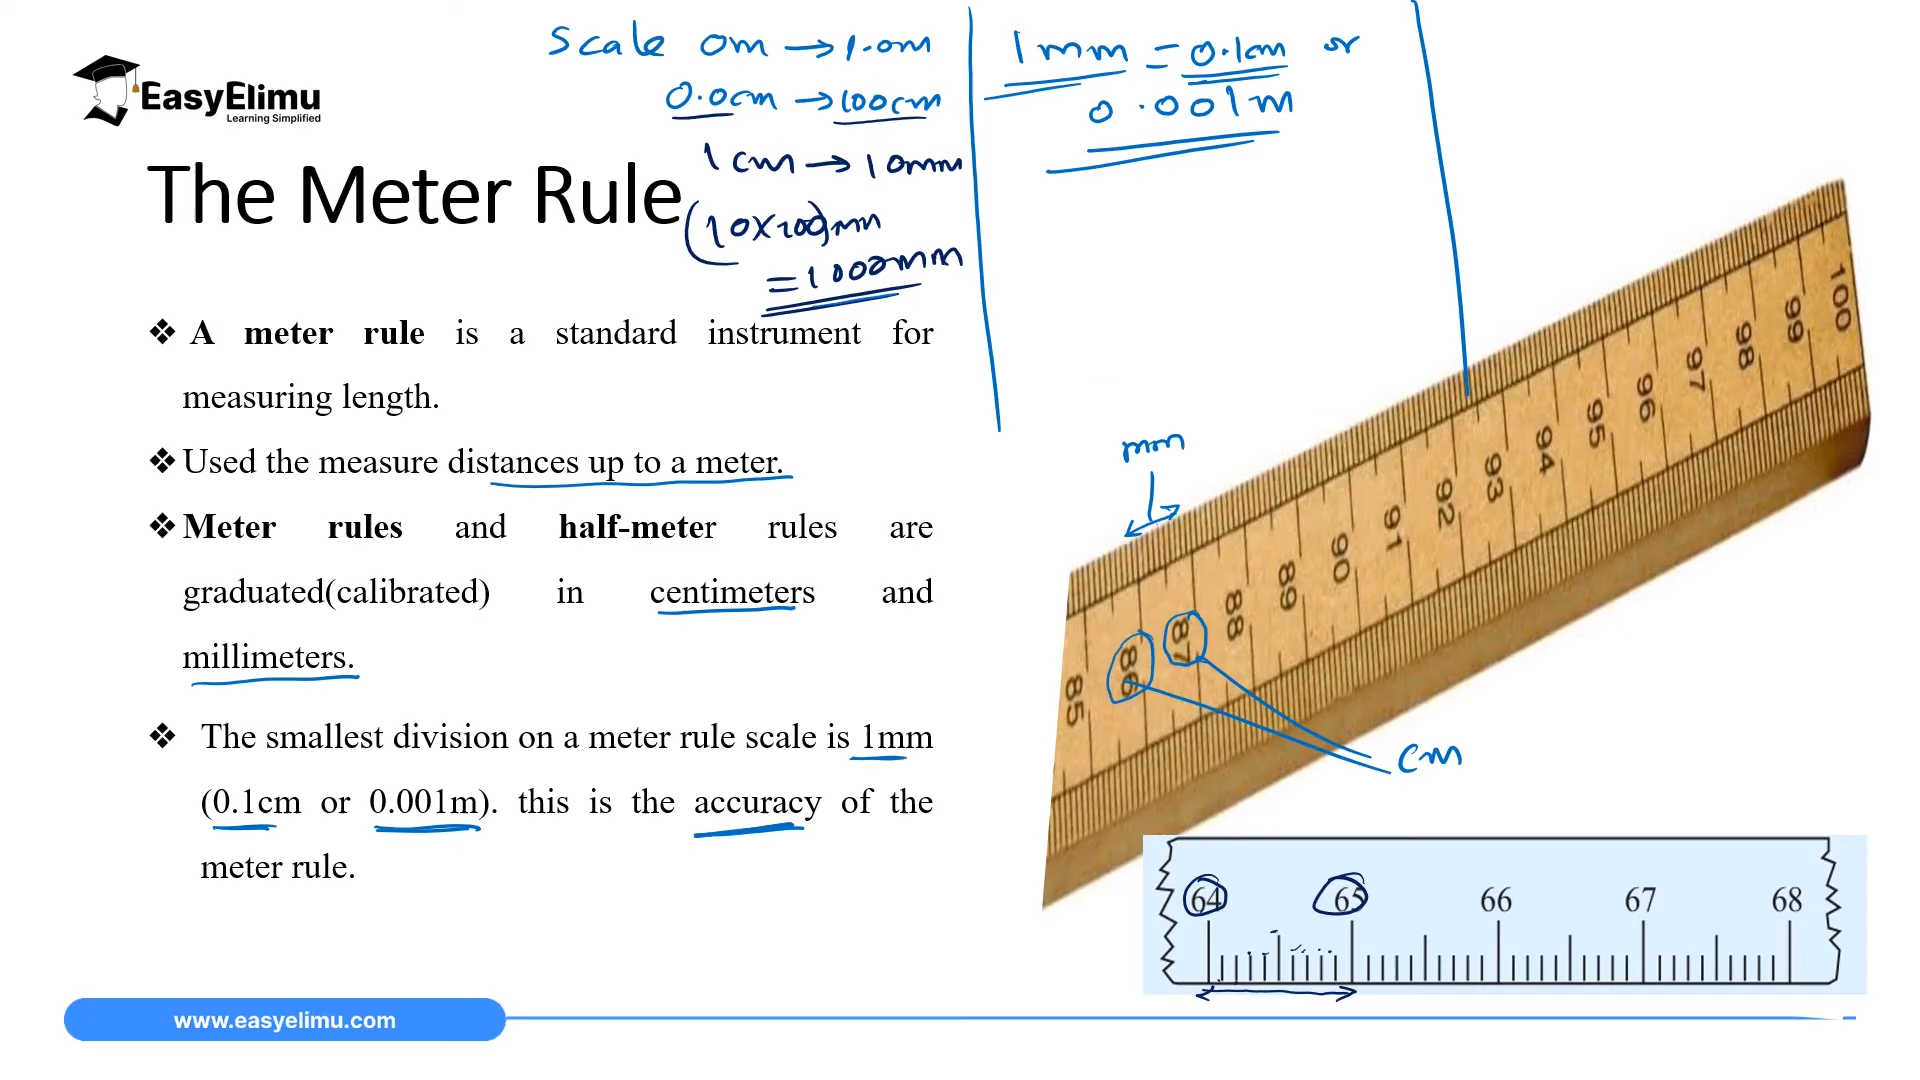 Scale 0m → 1.0m
0.0cm → 100cm
1cm → 10mm
(10×100)mm
=1000mm
1mm = 0.1cm or
0.001m
EasyElimu
Learning Simplified
The Meter Rule
❖ A meter rule is a standard instrument for
measuring length.
❖ Used the measure distances up to a meter.
❖ Meter rules and half-meter rules are
graduated(calibrated) in centimeters and
millimeters.
❖ The smallest division on a meter rule scale is 1mm
(0.1cm or 0.001m). this is the accuracy of the
meter rule.
mm
85 86 87 88 89 90 91 92 93 94 95 96 97 98 99 100
cm
64 65 66 67 68
www.easyelimu.com